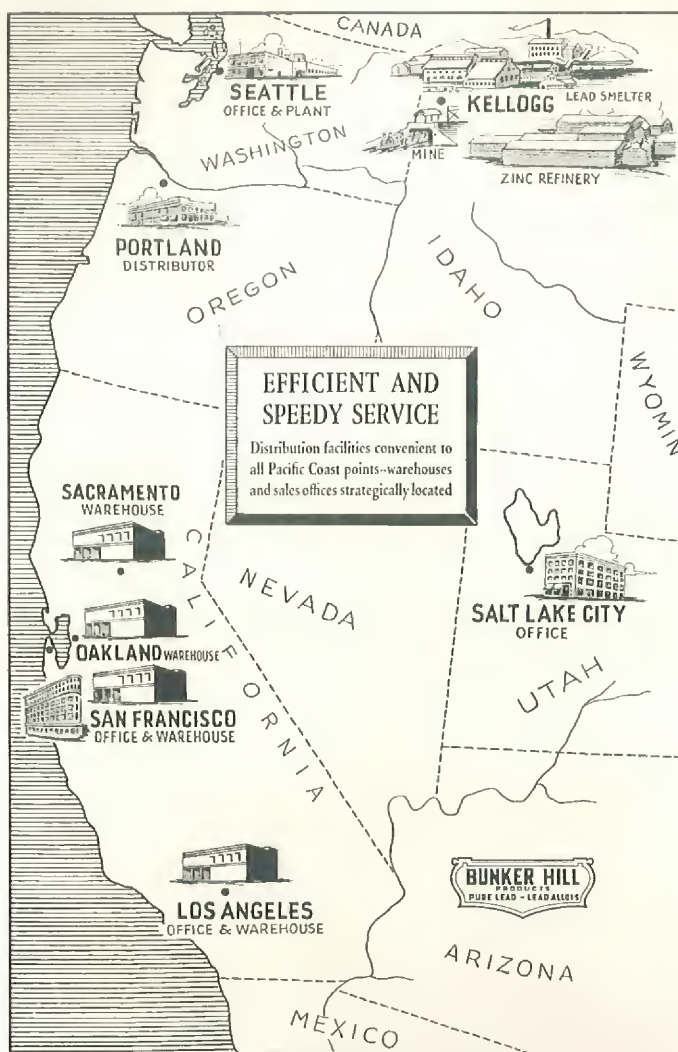 CANADA
SEATTLE
OFFICE & PLANT
KELLOGG
LEAD SMELTER
MINE
ZINC REFINERY
WASHINGTON
PORTLAND
DISTRIBUTOR
OREGON
IDAHO
WYOMIN
EFFICIENT AND
SPEEDY SERVICE
Distribution facilities convenient to
all Pacific Coast points--warehouses
and sales offices strategically located
SACRAMENTO
WAREHOUSE
CALIFORNIA
NEVADA
OAKLAND WAREHOUSE
SAN FRANCISCO
OFFICE & WAREHOUSE
SALT LAKE CITY
OFFICE
UTAH
LOS ANGELES
OFFICE & WAREHOUSE
BUNKER HILL
PRODUCTS
PURE LEAD - LEAD ALLOYS
ARIZONA
MEXICO